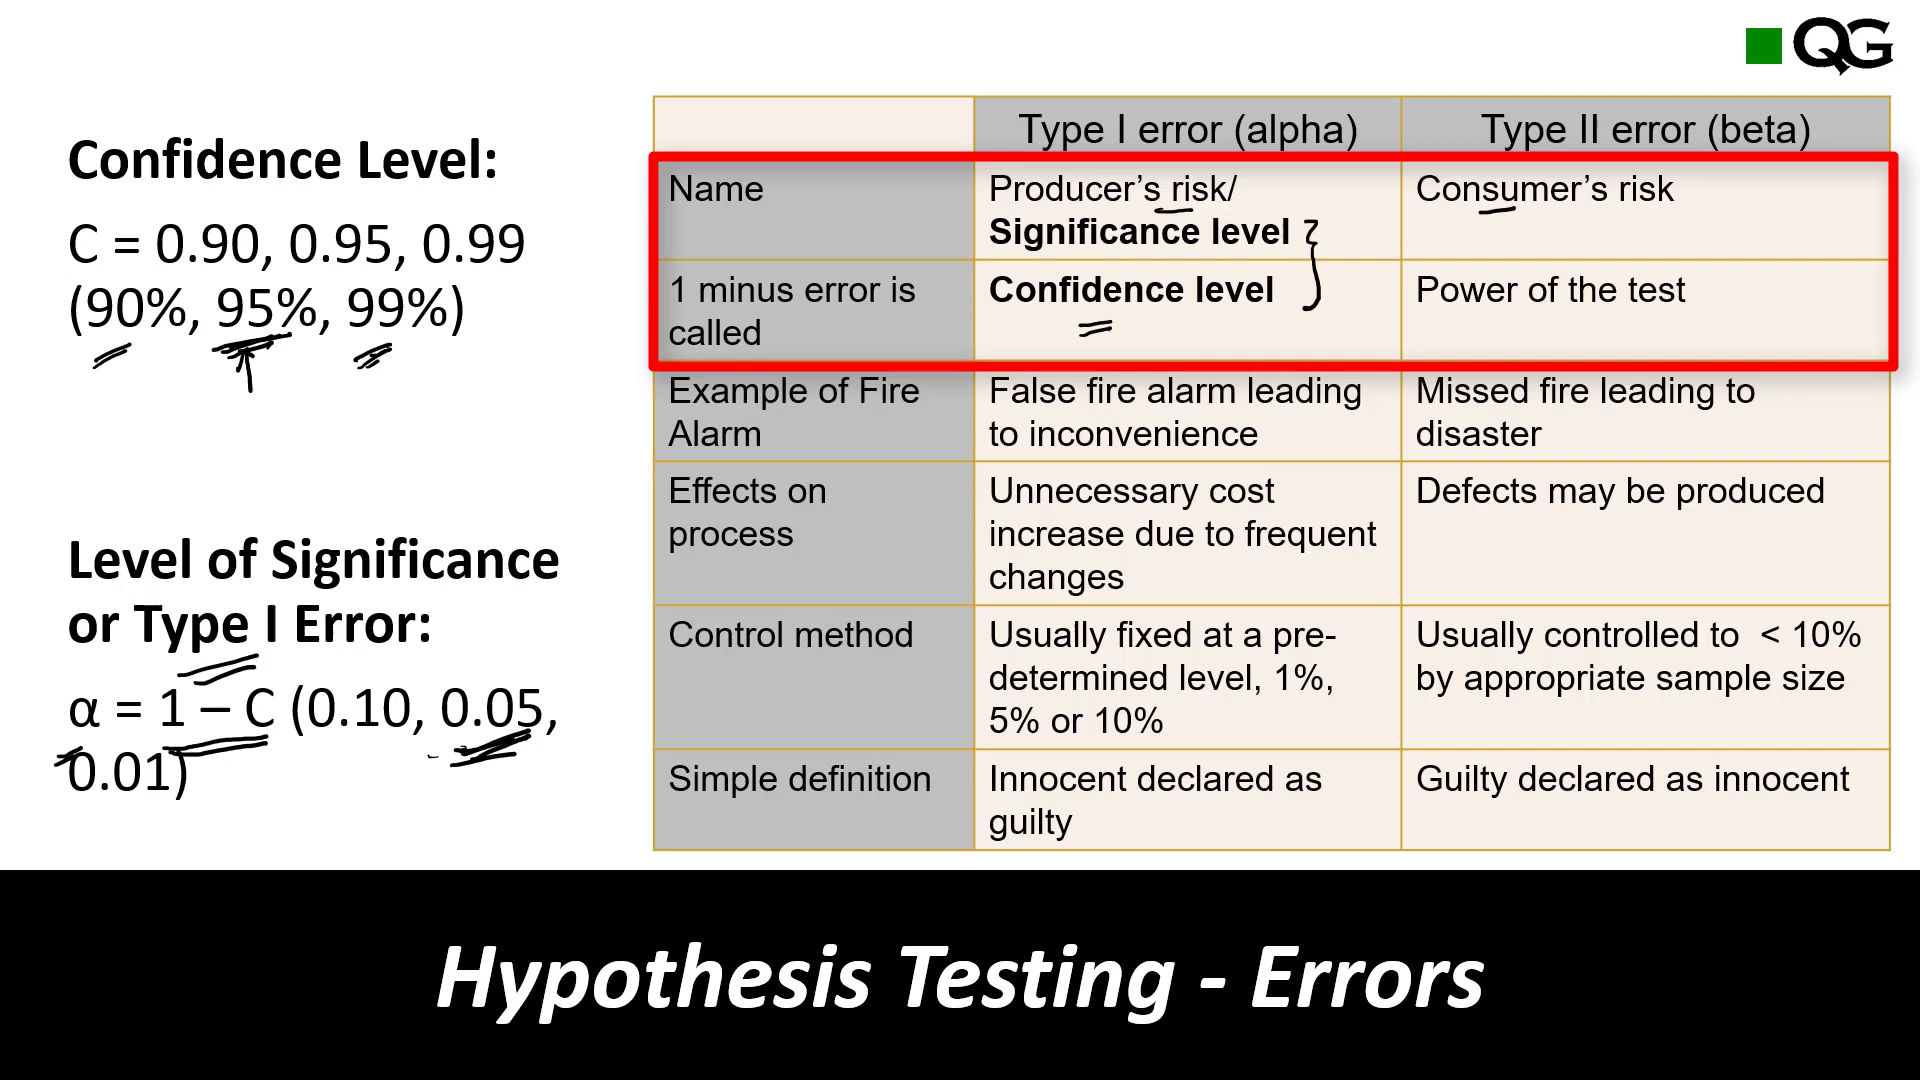 QG
Confidence Level:
C = 0.90, 0.95, 0.99
(90%, 95%, 99%)
Level of Significance
or Type I Error:
α = 1 – C (0.10, 0.05,
0.01)
Type I error (alpha)
Type II error (beta)
Name
Producer’s risk/
Significance level
Consumer’s risk
1 minus error is
called
Confidence level
Power of the test
Example of Fire
Alarm
False fire alarm leading
to inconvenience
Missed fire leading to
disaster
Effects on
process
Unnecessary cost
increase due to frequent
changes
Defects may be produced
Control method
Usually fixed at a pre-
determined level, 1%,
5% or 10%
Usually controlled to < 10%
by appropriate sample size
Simple definition
Innocent declared as
guilty
Guilty declared as innocent
Hypothesis Testing - Errors